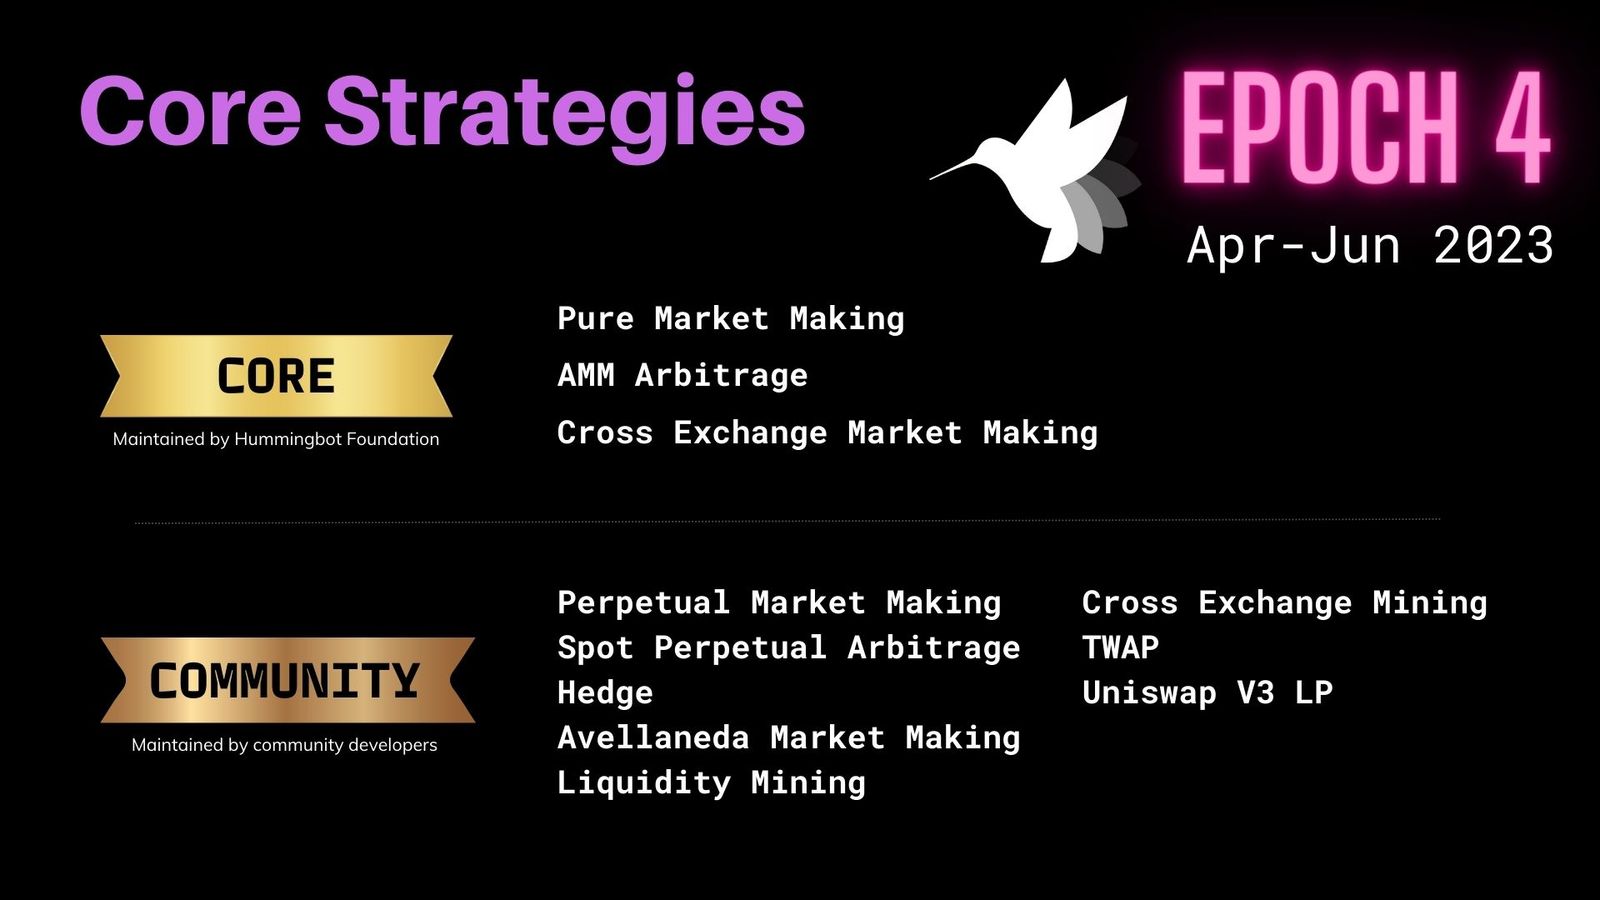 Core Strategies
EPOCH 4
Apr-Jun 2023
CORE
Maintained by Hummingbot Foundation
Pure Market Making
AMM Arbitrage
Cross Exchange Market Making
COMMUNITY
Maintained by community developers
Perpetual Market Making
Spot Perpetual Arbitrage
Hedge
Avellaneda Market Making
Liquidity Mining
Cross Exchange Mining
TWAP
Uniswap V3 LP